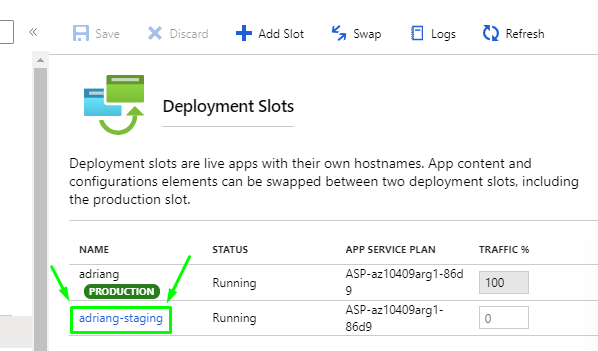 Save Discard Add Slot Swap Logs Refresh
Deployment Slots
Deployment slots are live apps with their own hostnames. App content and
configurations elements can be swapped between two deployment slots, including
the production slot.
NAME STATUS APP SERVICE PLAN TRAFFIC %
adriang Running ASP-az10409arg1-86d 100
PRODUCTION 9
adriang-staging Running ASP-az10409arg1- 0
86d9